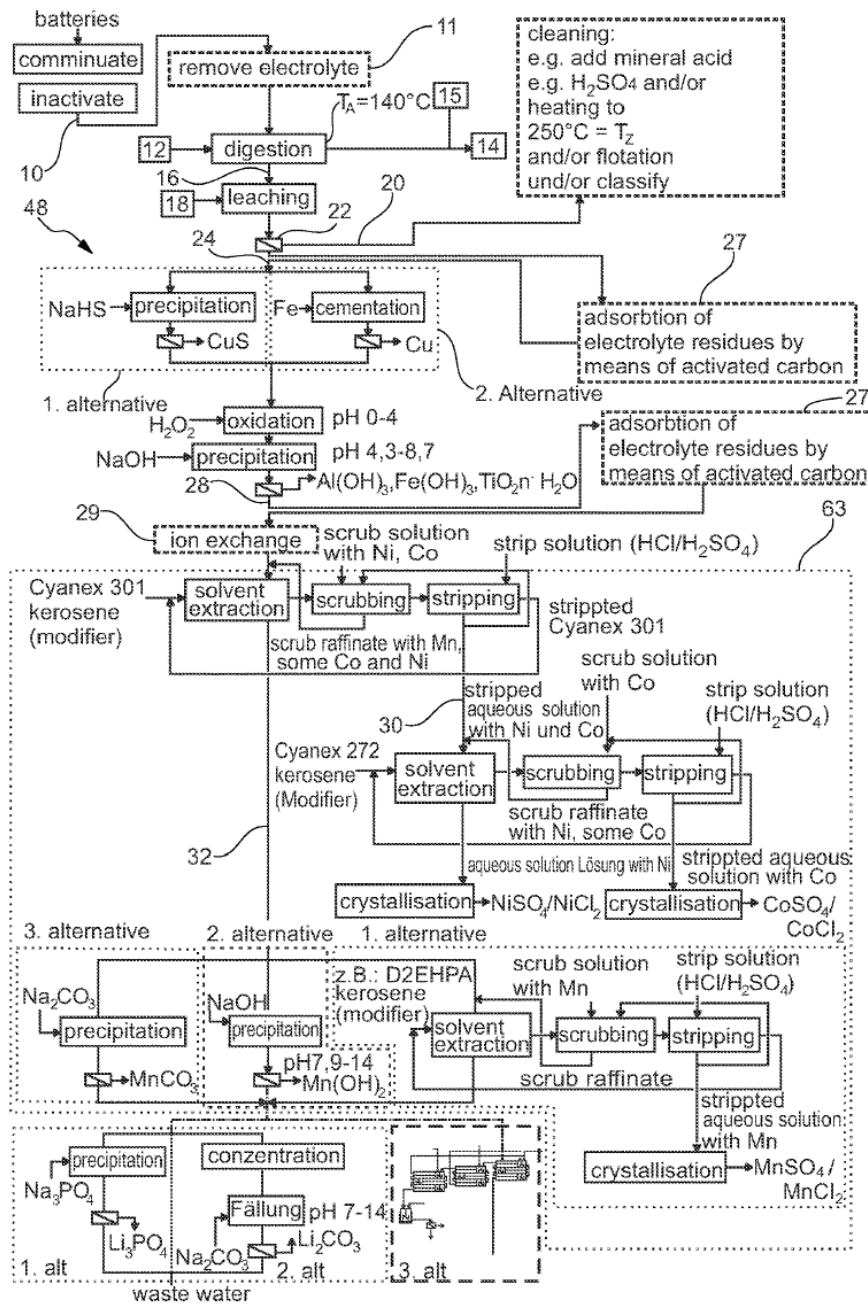 batteries
comminuate
inactivate
10
remove electrolyte
11
T_A=140°C
15
12
digestion
14
16
18
leaching
22
20
48
24
cleaning:
e.g. add mineral acid
e.g. H₂SO₄ and/or
heating to
250°C = T_Z
and/or flotation
und/or classify
NaHS
precipitation
CuS
Fe
cementation
Cu
1. alternative
2. Alternative
27
adsorbtion of
electrolyte residues by
means of activated carbon
H₂O₂
oxidation
pH 0-4
NaOH
precipitation
pH 4,3-8,7
28
Al(OH)₃,Fe(OH)₃,TiO₂n· H₂O
27
adsorbtion of
electrolyte residues by
means of activated carbon
29
ion exchange
63
scrub solution
with Ni, Co
strip solution (HCl/H₂SO₄)
Cyanex 301
kerosene
(modifier)
solvent
extraction
scrubbing
stripping
strippted
Cyanex 301
scrub raffinate with Mn,
some Co and Ni
30
stripped
aqueous solution
with Ni und Co
scrub solution
with Co
strip solution
(HCl/H₂SO₄)
Cyanex 272
kerosene
(Modifier)
solvent
extraction
scrubbing
stripping
scrub raffinate
with Ni, some Co
32
aqueous solution Lösung with Ni
strippted aqueous
solution with Co
crystallisation
NiSO₄/NiCl₂
crystallisation
CoSO₄/
CoCl₂
3. alternative
2. alternative
1. alternative
Na₂CO₃
precipitation
MnCO₃
NaOH
precipitation
pH7,9-14
Mn(OH)₂
z.B.: D2EHPA
kerosene
(modifier)
solvent
extraction
scrub solution
with Mn
strip solution
(HCl/H₂SO₄)
scrubbing
stripping
scrub raffinate
strippted
aqueous solution
with Mn
crystallisation
MnSO₄/
MnCl₂
precipitation
Na₃PO₄
Li₃PO₄
1. alt
conzentration
Fällung
pH 7-14
Na₂CO₃
Li₂CO₃
2. alt
3. alt
waste water